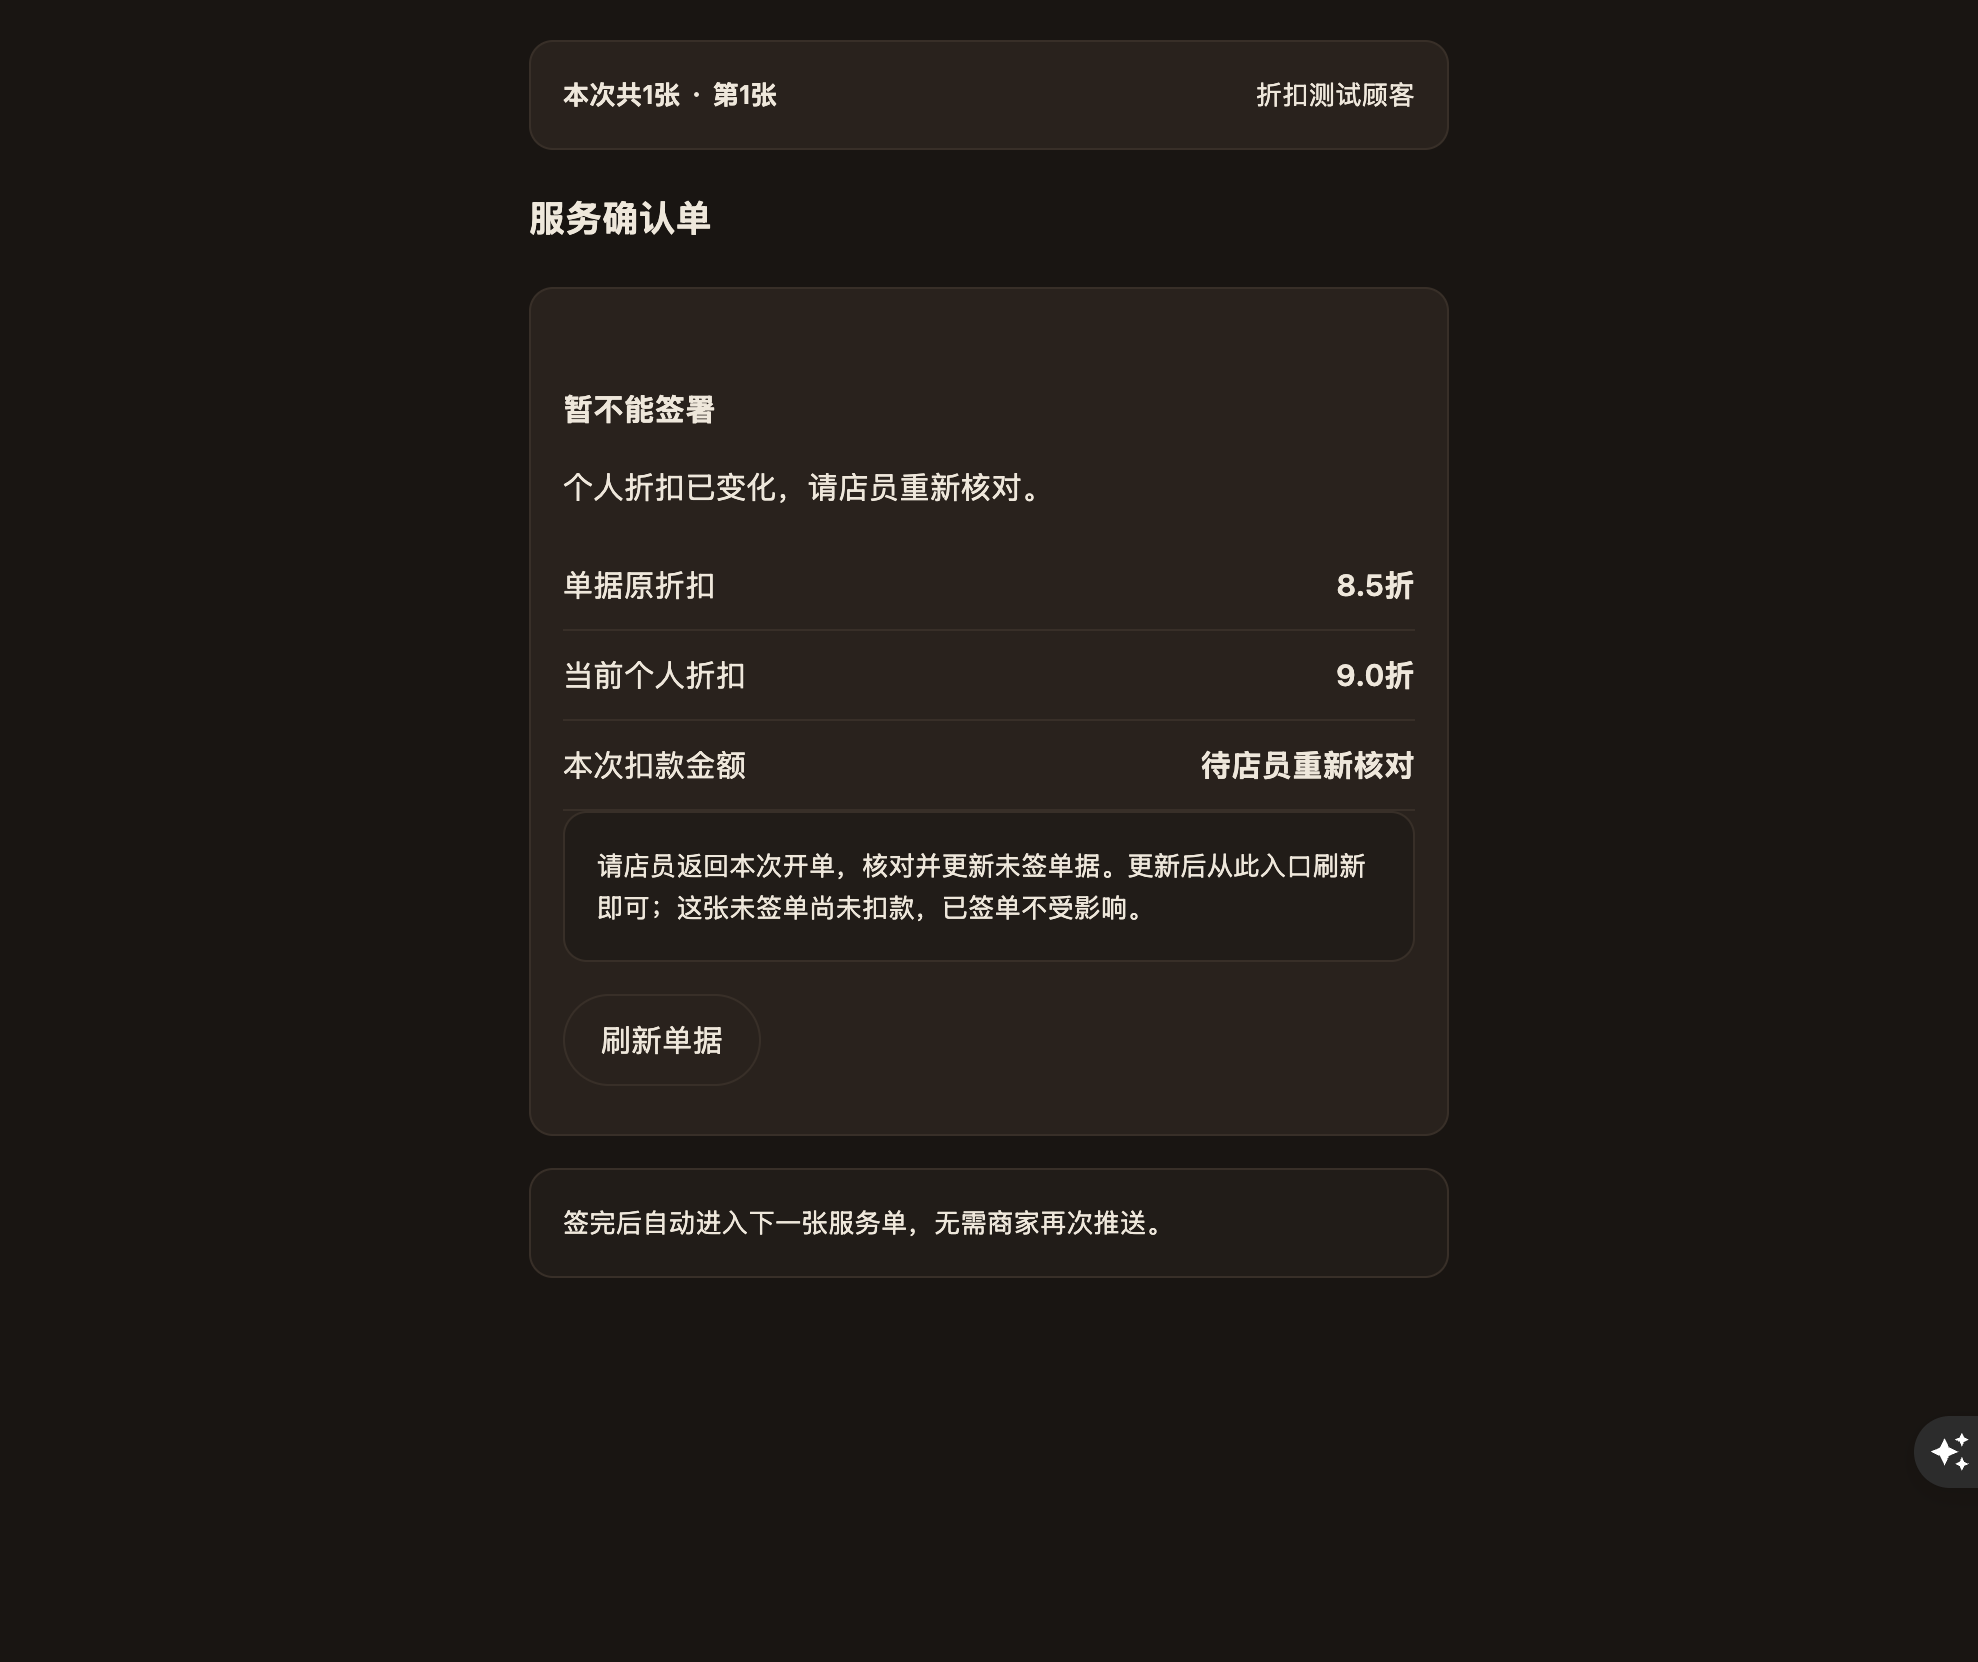 本次共1张 · 第1张
折扣测试顾客
服务确认单
暂不能签署
个人折扣已变化，请店员重新核对。
单据原折扣
8.5折
当前个人折扣
9.0折
本次扣款金额
待店员重新核对
请店员返回本次开单，核对并更新未签单据。更新后从此入口刷新
即可；这张未签单尚未扣款，已签单不受影响。
刷新单据
签完后自动进入下一张服务单，无需商家再次推送。